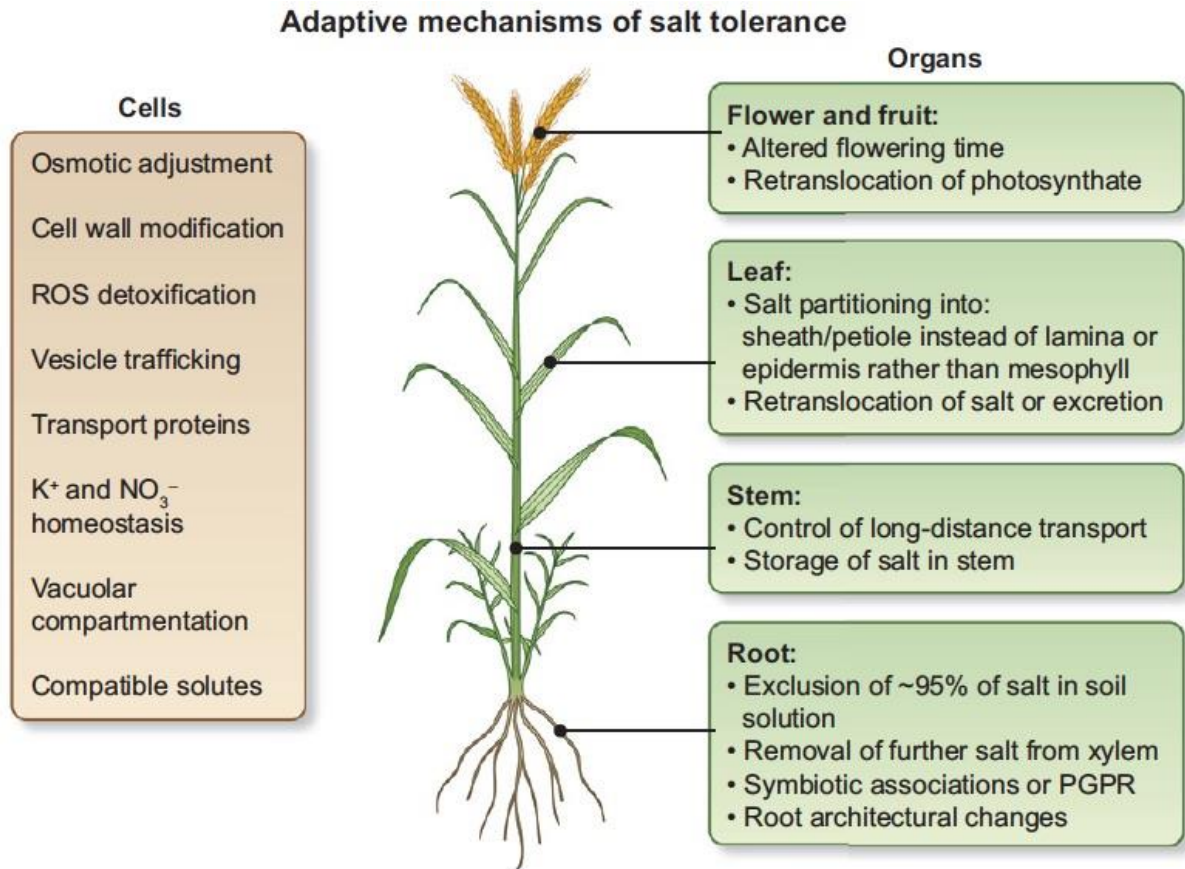 Adaptive mechanisms of salt tolerance
Cells
Osmotic adjustment
Cell wall modification
ROS detoxification
Vesicle trafficking
Transport proteins
K⁺ and NO₃⁻
homeostasis
Vacuolar
compartmentation
Compatible solutes
Organs
Flower and fruit:
• Altered flowering time
• Retranslocation of photosynthate
Leaf:
• Salt partitioning into:
sheath/petiole instead of lamina or
epidermis rather than mesophyll
• Retranslocation of salt or excretion
Stem:
• Control of long-distance transport
• Storage of salt in stem
Root:
• Exclusion of ~95% of salt in soil
solution
• Removal of further salt from xylem
• Symbiotic associations or PGPR
• Root architectural changes